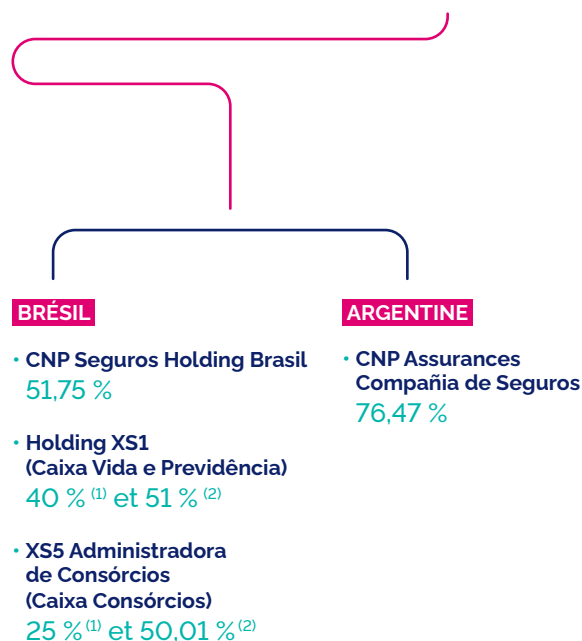 BRÉSIL
• CNP Seguros Holding Brasil
51,75 %
• Holding XS1
(Caixa Vida e Previdência)
40 % (1) et 51 % (2)
• XS5 Administradora
de Consórcios
(Caixa Consórcios)
25 % (1) et 50,01 % (2)
ARGENTINE
• CNP Assurances
Compañia de Seguros
76,47 %